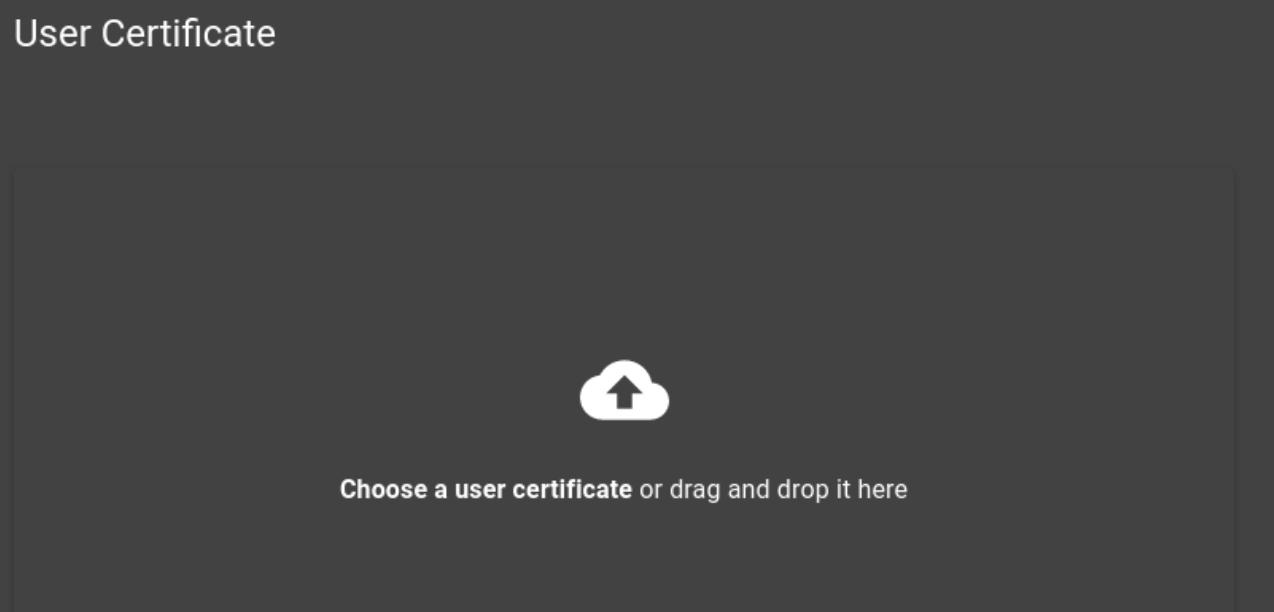 User Certificate
Choose a user certificate or drag and drop it here